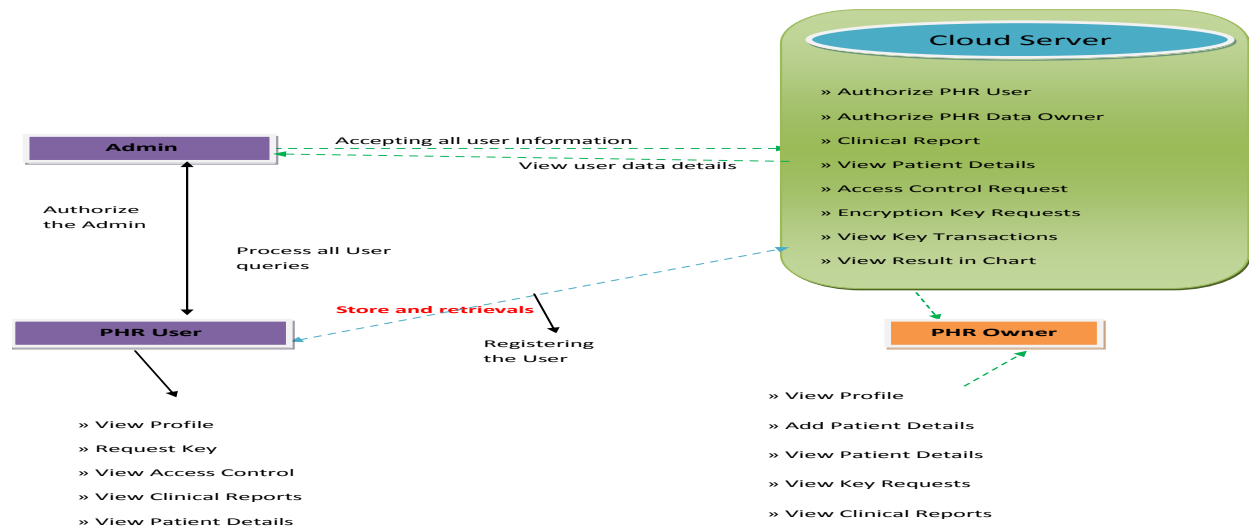 Cloud Server
» Authorize PHR User
» Authorize PHR Data Owner
» Clinical Report
» View Patient Details
» Access Control Request
» Encryption Key Requests
» View Key Transactions
» View Result in Chart
Admin
Accepting all user Information
View user data details
Authorize
the Admin
Process all User
queries
Store and retrievals
Registering
the User
PHR User
PHR Owner
» View Profile
» Request Key
» View Access Control
» View Clinical Reports
» View Patient Details
» View Profile
» Add Patient Details
» View Patient Details
» View Key Requests
» View Clinical Reports